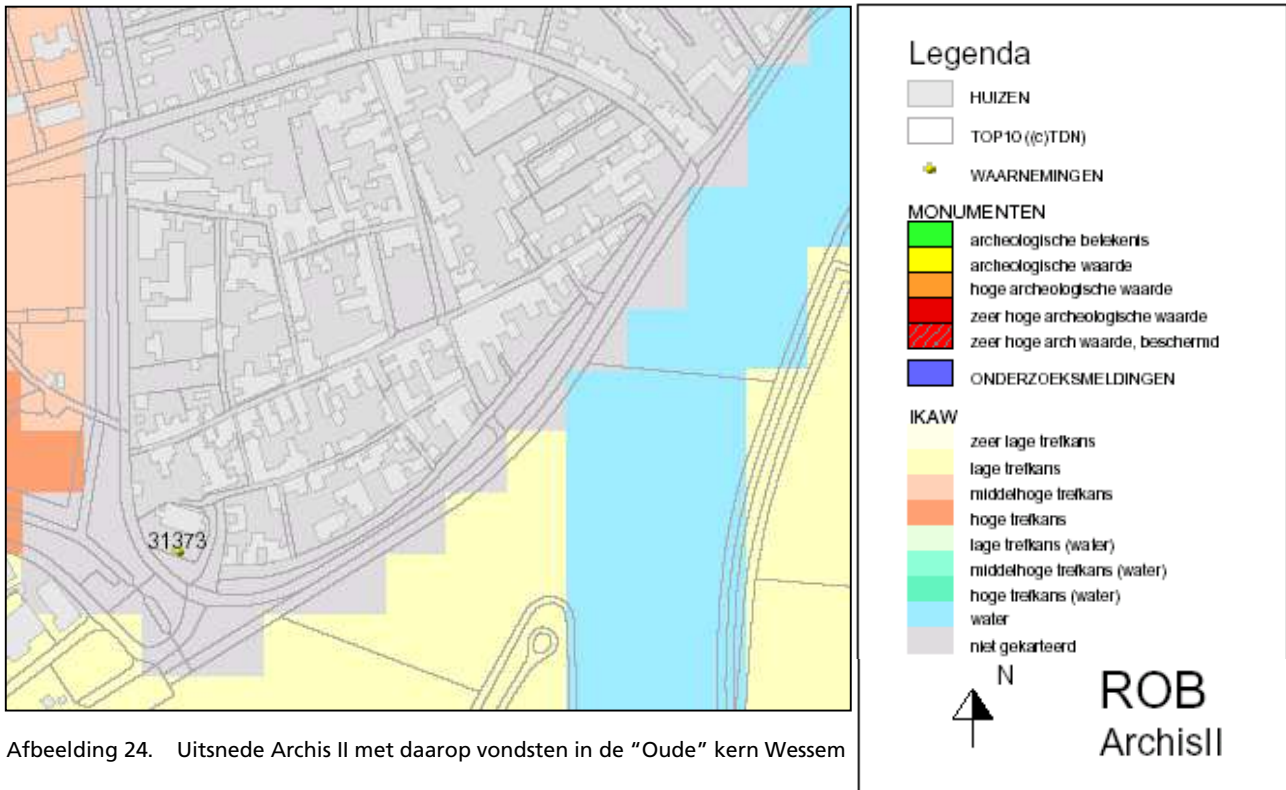 31373
Afbeelding 24. Uitsnede Archis II met daarop vondsten in de “Oude” kern Wessem
Legenda
HUIZEN
TOP10 ((c)TDN)
WAARNEMINGEN
MONUMENTEN
archeologische betekenis
archeologische waarde
hoge archeologische waarde
zeer hoge archeologische waarde
zeer hoge arch waarde, beschermd
ONDERZOEKSMELDINGEN
IKAW
zeer lage trefkans
lage trefkans
middelhoge trefkans
hoge trefkans
lage trefkans (water)
middelhoge trefkans (water)
hoge trefkans (water)
water
niet gekarteerd
N
ROB
ArchisII